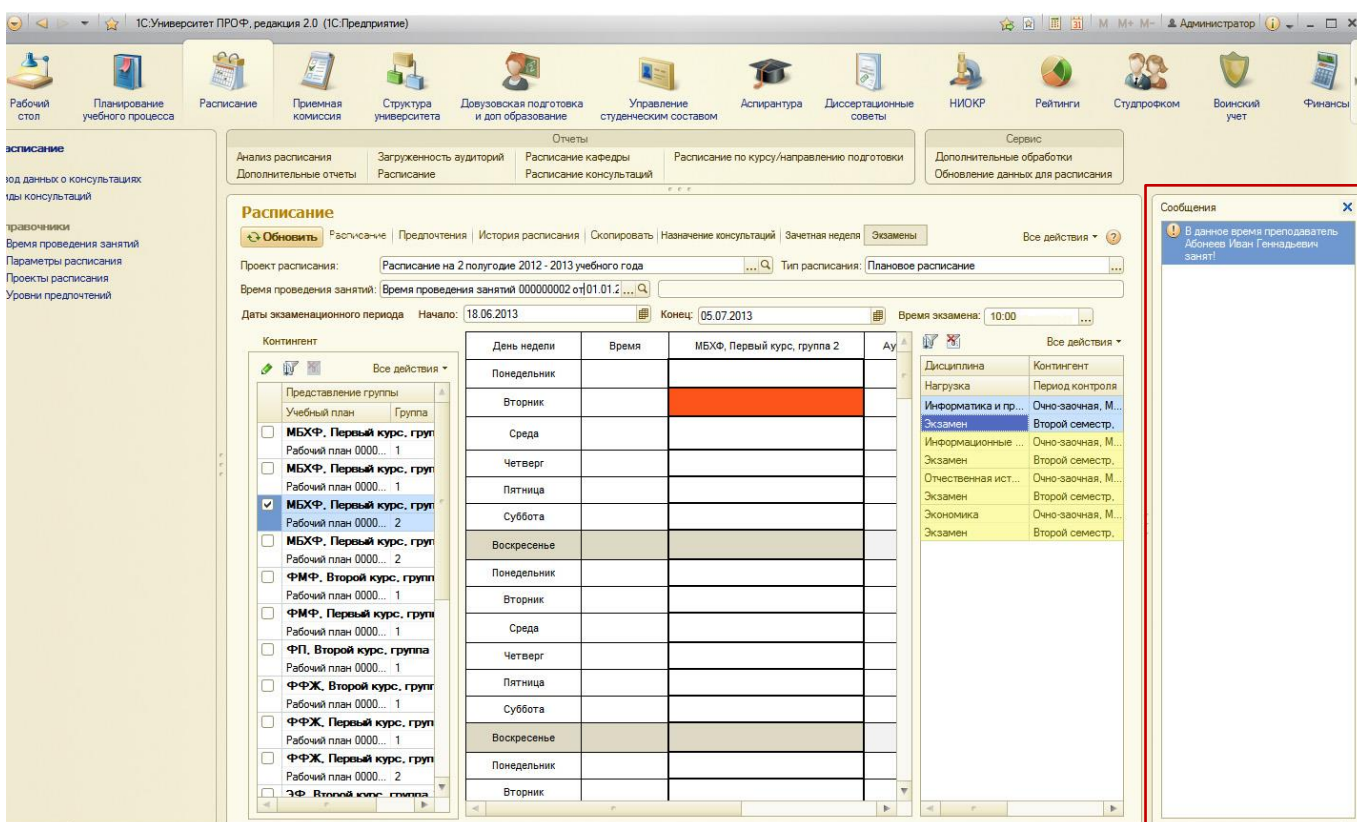 1С:Университет ПРОФ, редакция 2.0 (1С:Предприятие)
M M+ M- Администратор
Рабочий стол
Планирование учебного процесса
Расписание
Приемная комиссия
Структура университета
Довузовская подготовка и доп образование
Управление студенческим составом
Аспирантура
Диссертационные советы
НИОКР
Рейтинги
Студпрофком
Воинский учет
Финансы
асписание
вод данных о консультациях
иды консультаций
правочники
Время проведения занятий
Параметры расписания
Проекты расписания
Уровни предпочтений
Отчеты
Анализ расписания Загруженность аудиторий Расписание кафедры Расписание по курсу/направлению подготовки
Дополнительные отчеты Расписание Расписание консультаций
Сервис
Дополнительные обработки
Обновление данных для расписания
Расписание
Обновить Расписание Предпочтения История расписания Скопировать Назначение консультаций Зачетная неделя Экзамены Все действия
Проект расписания: Расписание на 2 полугодие 2012 - 2013 учебного года ... Тип расписания: Плановое расписание ...
Время проведения занятий: Время проведения занятий 000000002 от 01.01.2 ...
Даты экзаменационного периода Начало: 18.06.2013 Конец: 05.07.2013 Время экзамена: 10:00 ...
Контингент
Все действия
Представление группы
Учебный план Группа
МБХФ, Первый курс, груп
Рабочий план 0000... 1
МБХФ, Первый курс, груп
Рабочий план 0000... 1
МБХФ, Первый курс, груп
Рабочий план 0000... 2
МБХФ, Первый курс, груп
Рабочий план 0000... 2
ФМФ, Второй курс, групп
Рабочий план 0000... 1
ФМФ, Первый курс, групп
Рабочий план 0000... 1
ФП, Второй курс, группа
Рабочий план 0000... 1
ФФЖ, Второй курс, групп
Рабочий план 0000... 1
ФФЖ, Первый курс, груп
Рабочий план 0000... 1
ФФЖ, Первый курс, груп
Рабочий план 0000... 2
ЭФ, Второй курс, группа
День недели Время МБХФ, Первый курс, группа 2 Ау
Понедельник
Вторник
Среда
Четверг
Пятница
Суббота
Воскресенье
Понедельник
Вторник
Среда
Четверг
Пятница
Суббота
Воскресенье
Понедельник
Вторник
Все действия
Дисциплина Контингент
Нагрузка Период контроля
Информатика и пр... Очно-заочная, М...
Экзамен Второй семестр,
Информационные ... Очно-заочная, М...
Экзамен Второй семестр,
Отчественная ист... Очно-заочная, М...
Экзамен Второй семестр,
Экономика Очно-заочная, М...
Экзамен Второй семестр,
Сообщения
В данное время преподаватель
Абонеев Иван Геннадьевич
занят!